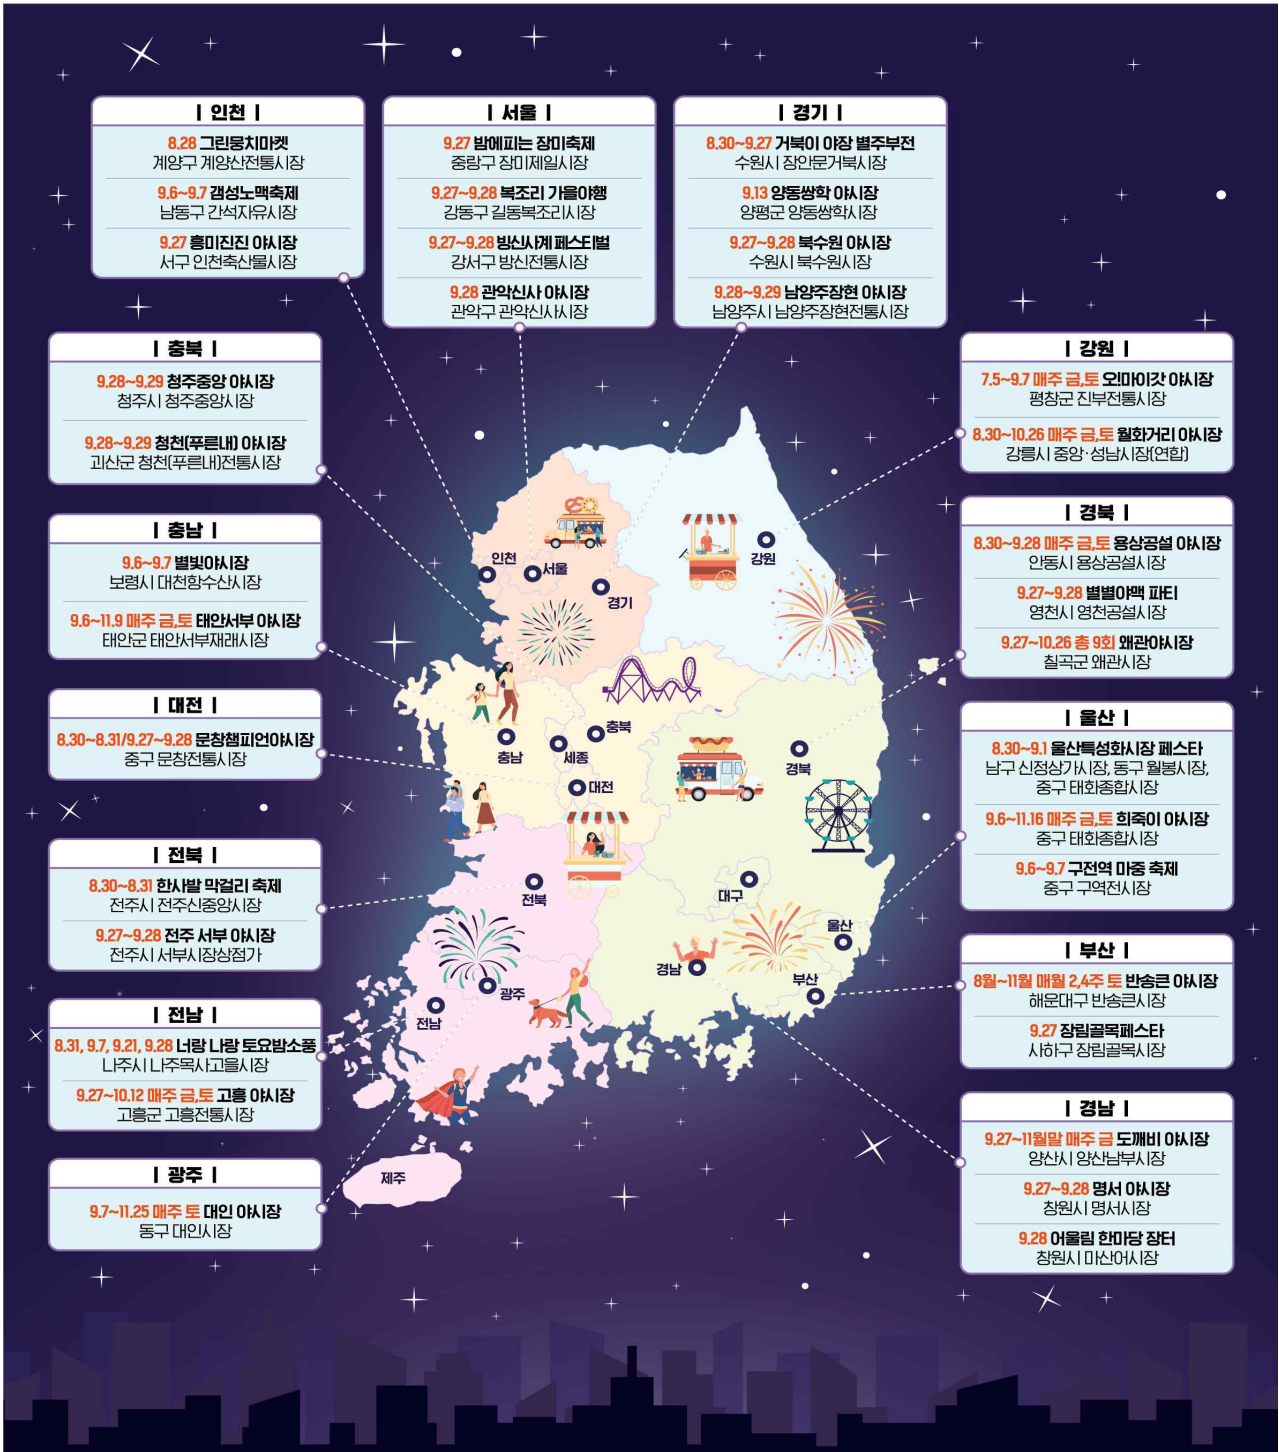 | 인천 |
8.28 그린뭉치마켓
계양구 계양산전통시장
9.6~9.7 갬성노맥축제
남동구 간석자유시장
9.27 흥미진진 야시장
서구 인천축산물시장
| 서울 |
9.27 밤에피는 장미축제
중랑구 장미제일시장
9.27~9.28 복조리 가을야행
강동구 길동복조리시장
9.27~9.28 방신사계 페스티벌
강서구 방신전통시장
9.28 관악신사 야시장
관악구 관악신사시장
| 경기 |
8.30~9.27 거북이 야장 별주부전
수원시 장안문거북시장
9.13 양동쌍학 야시장
양평군 양동쌍학시장
9.27~9.28 북수원 야시장
수원시 북수원시장
9.28~9.29 남양주장현 야시장
남양주시 남양주장현전통시장
| 충북 |
9.28~9.29 청주중앙 야시장
청주시 청주중앙시장
9.28~9.29 청천(푸른내) 야시장
괴산군 청천(푸른내)전통시장
| 충남 |
9.6~9.7 별빛야시장
보령시 대천항수산시장
9.6~11.9 매주 금,토 태안서부 야시장
태안군 태안서부재래시장
| 대전 |
8.30~8.31/9.27~9.28 문창챔피언야시장
중구 문창전통시장
| 전북 |
8.30~8.31 한사발 막걸리 축제
전주시 전주신중앙시장
9.27~9.28 전주 서부 야시장
전주시 서부시장상점가
| 전남 |
8.31, 9.7, 9.21, 9.28 너랑 나랑 토요밤소풍
나주시 나주목사고을시장
9.27~10.12 매주 금,토 고흥 야시장
고흥군 고흥전통시장
| 광주 |
9.7~11.25 매주 토 대인 야시장
동구 대인시장
| 강원 |
7.5~9.7 매주 금,토 오!마이갓 야시장
평창군 진부전통시장
8.30~10.26 매주 금,토 월화거리 야시장
강릉시 중앙·성남시장(연합)
| 경북 |
8.30~9.28 매주 금,토 용상공설 야시장
안동시 용상공설시장
9.27~9.28 별별야맥 파티
영천시 영천공설시장
9.27~10.26 총 9회 왜관야시장
칠곡군 왜관시장
| 울산 |
8.30~9.1 울산특성화시장 페스타
남구 신정상가시장, 동구 월봉시장,
중구 태화종합시장
9.6~11.16 매주 금,토 희죽이 야시장
중구 태화종합시장
9.6~9.7 구전역 마중 축제
중구 구역전시장
| 부산 |
8월~11월 매월 2,4주 토 반송큰 야시장
해운대구 반송큰시장
9.27 장림골목페스타
사하구 장림골목시장
| 경남 |
9.27~11월말 매주 금 도깨비 야시장
양산시 양산남부시장
9.27~9.28 명서 야시장
창원시 명서시장
9.28 어울림 한마당 장터
창원시 마산어시장
인천
서울
경기
강원
충북
충남
세종
대전
경북
전북
대구
울산
경남
부산
광주
전남
제주